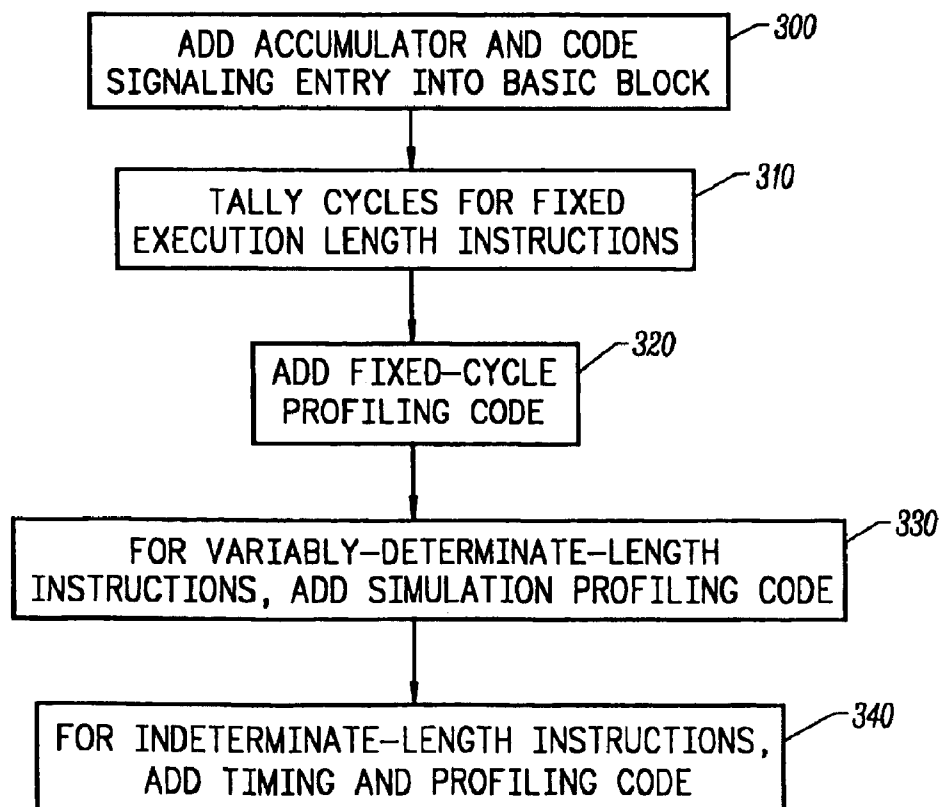 300
ADD ACCUMULATOR AND CODE
SIGNALING ENTRY INTO BASIC BLOCK
310
TALLY CYCLES FOR FIXED
EXECUTION LENGTH INSTRUCTIONS
320
ADD FIXED-CYCLE
PROFILING CODE
330
FOR VARIABLY-DETERMINATE-LENGTH
INSTRUCTIONS, ADD SIMULATION PROFILING CODE
340
FOR INDETERMINATE-LENGTH INSTRUCTIONS,
ADD TIMING AND PROFILING CODE